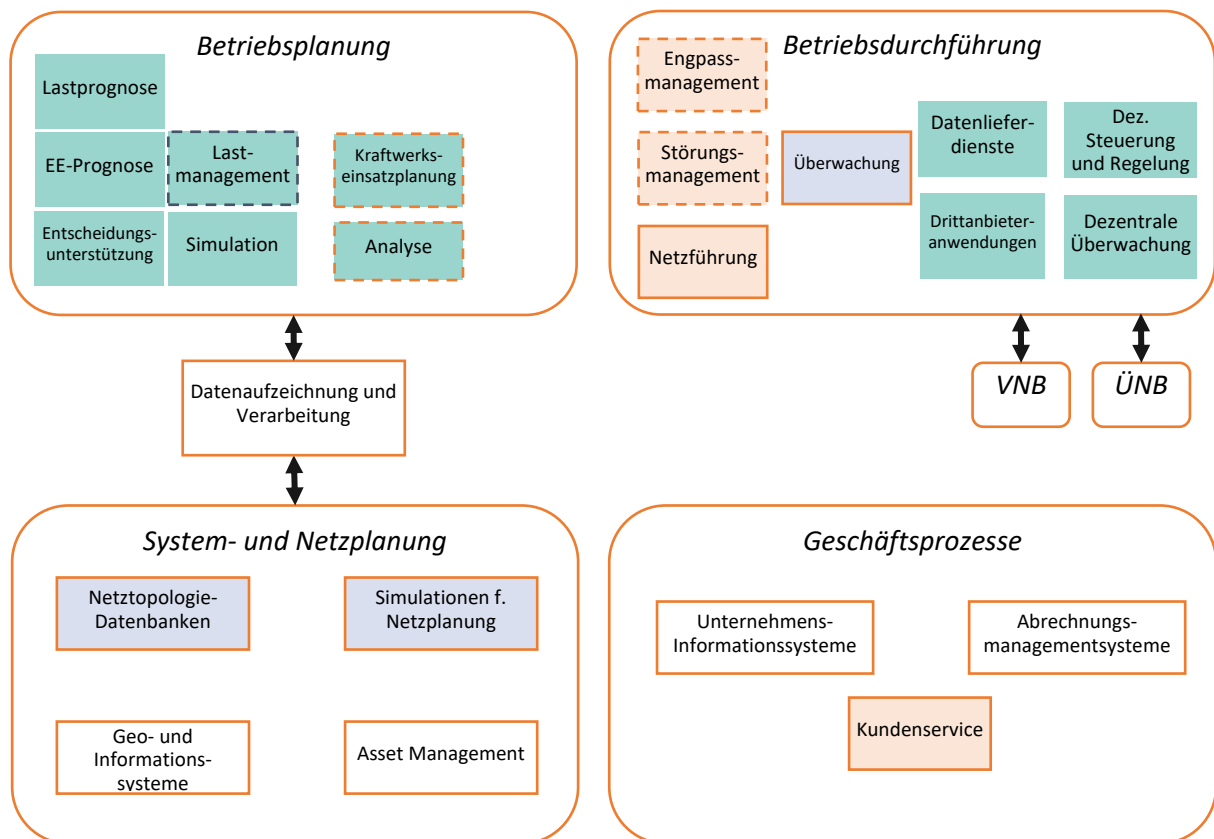 Betriebsplanung
Lastprognose
EE-Prognose
Last-
management
Kraftwerks-
einsatzplanung
Entscheidungs-
unterstützung
Simulation
Analyse
Betriebsdurchführung
Engpass-
management
Störungs-
management
Netzführung
Überwachung
Datenliefer-
dienste
Dez.
Steuerung
und Regelung
Drittanbieter-
anwendungen
Dezentrale
Überwachung
Datenaufzeichnung und
Verarbeitung
VNB
ÜNB
System- und Netzplanung
Netztopologie-
Datenbanken
Simulationen f.
Netzplanung
Geo- und
Informations-
systeme
Asset Management
Geschäftsprozesse
Unternehmens-
Informationssysteme
Abrechnungs-
managementsysteme
Kundenservice